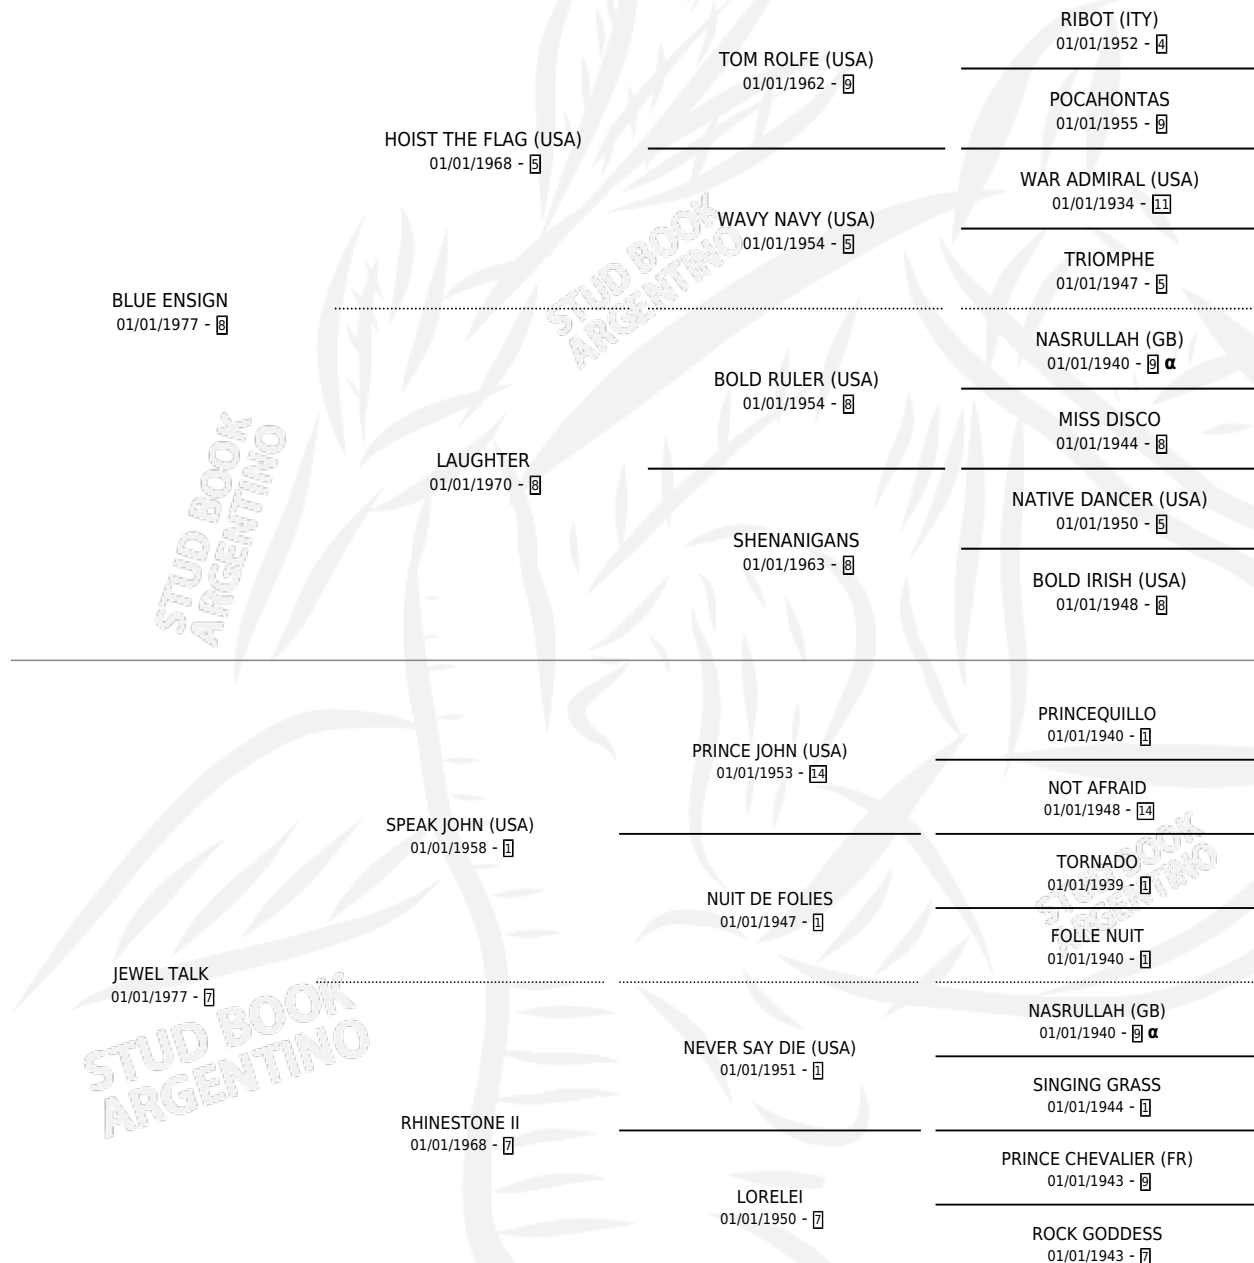 RIBOT (ITY)
01/01/1952 - 4
TOM ROLFE (USA)
01/01/1962 - 9
POCAHONTAS
01/01/1955 - 9
HOIST THE FLAG (USA)
01/01/1968 - 5
WAR ADMIRAL (USA)
01/01/1934 - 11
WAVY NAVY (USA)
01/01/1954 - 5
TRIOMPHE
01/01/1947 - 5
BLUE ENSIGN
01/01/1977 - 8
NASRULLAH (GB)
01/01/1940 - 9 α
BOLD RULER (USA)
01/01/1954 - 8
MISS DISCO
01/01/1944 - 8
LAUGHTER
01/01/1970 - 8
NATIVE DANCER (USA)
01/01/1950 - 5
SHENANIGANS
01/01/1963 - 8
BOLD IRISH (USA)
01/01/1948 - 8
PRINCEQUILLO
01/01/1940 - 1
PRINCE JOHN (USA)
01/01/1953 - 14
NOT AFRAID
01/01/1948 - 14
SPEAK JOHN (USA)
01/01/1958 - 1
TORNADO
01/01/1939 - 1
NUIT DE FOLIES
01/01/1947 - 1
FOLLE NUIT
01/01/1940 - 1
JEWEL TALK
01/01/1977 - 7
NASRULLAH (GB)
01/01/1940 - 9 α
NEVER SAY DIE (USA)
01/01/1951 - 1
SINGING GRASS
01/01/1944 - 1
RHINESTONE II
01/01/1968 - 7
PRINCE CHEVALIER (FR)
01/01/1943 - 9
LORELEI
01/01/1950 - 7
ROCK GODDESS
01/01/1943 - 7
STUD BOOK
ARGENTINO
STUD BOOK
ARGENTINO
STUD BOOK
ARGENTINO
STUD BOOK
ARGENTINO